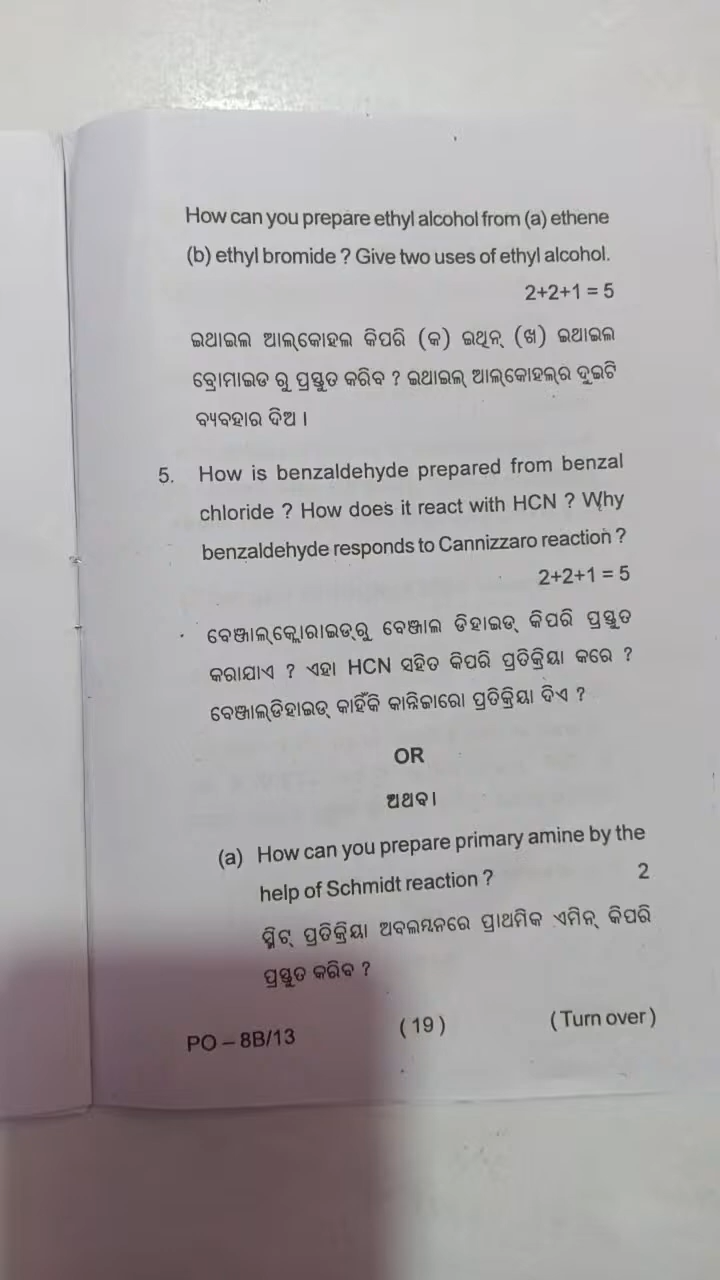 How can you prepare ethyl alcohol from (a) ethene
(b) ethyl bromide ? Give two uses of ethyl alcohol.
2+2+1 = 5
ଇଥାଇଲ ଆଲ୍‌କୋହଲ କିପରି (କ) ଇଥିନ୍ (ଖ) ଇଥାଇଲ
ବ୍ରୋମାଇଡ ରୁ ପ୍ରସ୍ତୁତ କରିବ ? ଇଥାଇଲ୍ ଆଲ୍‌କୋହଲ୍‌ର ଦୁଇଟି
ବ୍ୟବହାର ଦିଅ ।
5. How is benzaldehyde prepared from benzal
chloride ? How does it react with HCN ? Why
benzaldehyde responds to Cannizzaro reaction ?
2+2+1 = 5
ବେଞ୍ଜାଲ୍‌କ୍ଲୋରାଇଡ୍‌ରୁ ବେଞ୍ଜାଲ ଡିହାଇଡ୍ କିପରି ପ୍ରସ୍ତୁତ
କରାଯାଏ ? ଏହା HCN ସହିତ କିପରି ପ୍ରତିକ୍ରିୟା କରେ ?
ବେଞ୍ଜାଲ୍‌ଡିହାଇଡ୍ କାହିଁକି କାନ୍ନିଜାରୋ ପ୍ରତିକ୍ରିୟା ଦିଏ ?
OR
ଅଥବା
(a) How can you prepare primary amine by the
help of Schmidt reaction ? 2
ସ୍ମିଟ୍ ପ୍ରତିକ୍ରିୟା ଅବଲମ୍ବନରେ ପ୍ରାଥମିକ ଏମିନ୍ କିପରି
ପ୍ରସ୍ତୁତ କରିବ ?
PO – 8B/13 ( 19 ) ( Turn over )